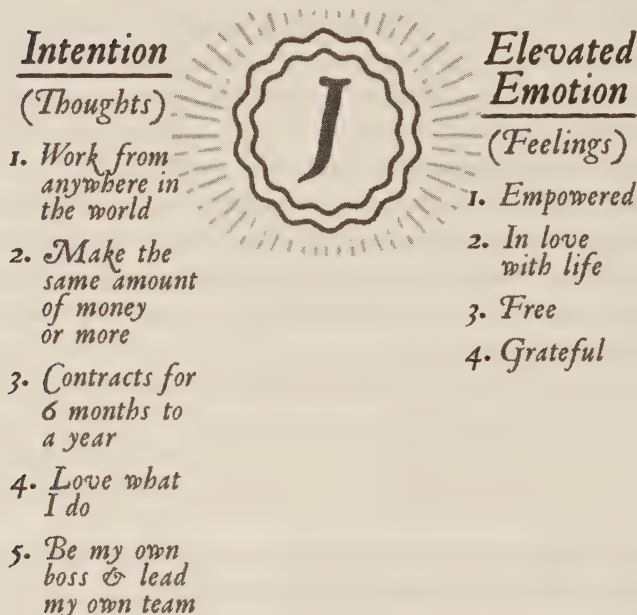 Intention
(Thoughts)
1. Work from
anywhere in
the world
2. Make the
same amount
of money
or more
3. Contracts for
6 months to
a year
4. Love what
I do
5. Be my own
boss & lead
my own team
J
Elevated
Emotion
(Feelings)
1. Empowered
2. In love
with life
3. Free
4. Grateful